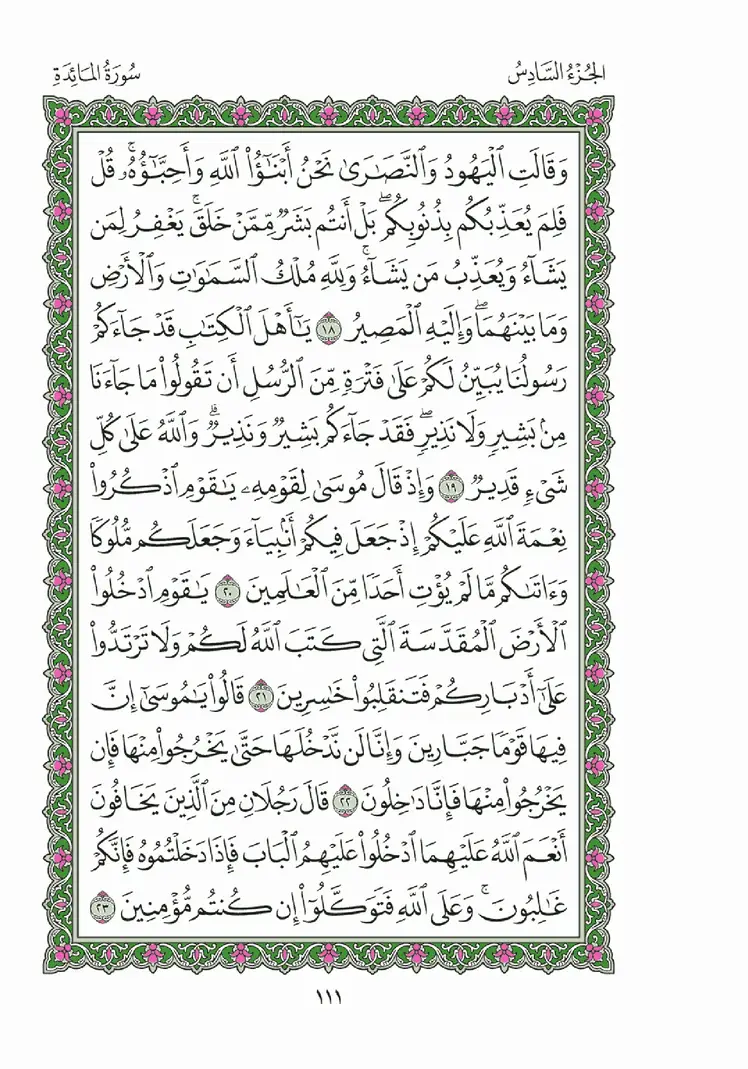 الجُزْءُ السَّادِسُ
سُورَةُ المَائِدَةِ
وَقَالَتِ ٱلۡيَهُودُ وَٱلنَّصَٰرَىٰ نَحۡنُ أَبۡنَٰٓؤُاْ ٱللَّهِ وَأَحِبَّٰٓؤُهُۥۚ قُلۡ
فَلِمَ يُعَذِّبُكُم بِذُنُوبِكُمۖ بَلۡ أَنتُم بَشَرٞ مِّمَّنۡ خَلَقَۚ يَغۡفِرُ لِمَن
يَشَآءُ وَيُعَذِّبُ مَن يَشَآءُۚ وَلِلَّهِ مُلۡكُ ٱلسَّمَٰوَٰتِ وَٱلۡأَرۡضِ
وَمَا بَيۡنَهُمَاۖ وَإِلَيۡهِ ٱلۡمَصِيرُ ١٨ يَٰٓأَهۡلَ ٱلۡكِتَٰبِ قَدۡ جَآءَكُمۡ
رَسُولُنَا يُبَيِّنُ لَكُمۡ عَلَىٰ فَتۡرَةٖ مِّنَ ٱلرُّسُلِ أَن تَقُولُواْ مَا جَآءَنَا
مِنۢ بَشِيرٖ وَلَا نَذِيرٖۖ فَقَدۡ جَآءَكُم بَشِيرٞ وَنَذِيرٞۗ وَٱللَّهُ عَلَىٰ كُلِّ
شَيۡءٖ قَدِيرٞ ١٩ وَإِذۡ قَالَ مُوسَىٰ لِقَوۡمِهِۦ يَٰقَوۡمِ ٱذۡكُرُواْ
نِعۡمَةَ ٱللَّهِ عَلَيۡكُمۡ إِذۡ جَعَلَ فِيكُمۡ أَنۢبِيَآءَ وَجَعَلَكُم مُّلُوكٗا
وَءَاتَىٰكُم مَّا لَمۡ يُؤۡتِ أَحَدٗا مِّنَ ٱلۡعَٰلَمِينَ ٢٠ يَٰقَوۡمِ ٱدۡخُلُواْ
ٱلۡأَرۡضَ ٱلۡمُقَدَّسَةَ ٱلَّتِي كَتَبَ ٱللَّهُ لَكُمۡ وَلَا تَرۡتَدُّواْ
عَلَىٰٓ أَدۡبَارِكُمۡ فَتَنقَلِبُواْ خَٰسِرِينَ ٢١ قَالُواْ يَٰمُوسَىٰٓ إِنَّ
فِيهَا قَوۡمٗا جَبَّارِينَ وَإِنَّا لَن نَّدۡخُلَهَا حَتَّىٰ يَخۡرُجُواْ مِنۡهَا فَإِن
يَخۡرُجُواْ مِنۡهَا فَإِنَّا دَٰخِلُونَ ٢٢ قَالَ رَجُلَانِ مِنَ ٱلَّذِينَ يَخَافُونَ
أَنۡعَمَ ٱللَّهُ عَلَيۡهِمَا ٱدۡخُلُواْ عَلَيۡهِمُ ٱلۡبَابَ فَإِذَا دَخَلۡتُمُوهُ فَإِنَّكُمۡ
غَٰلِبُونَۚ وَعَلَى ٱللَّهِ فَتَوَكَّلُوٓاْ إِن كُنتُم مُّؤۡمِنِينَ ٢٣
١١١